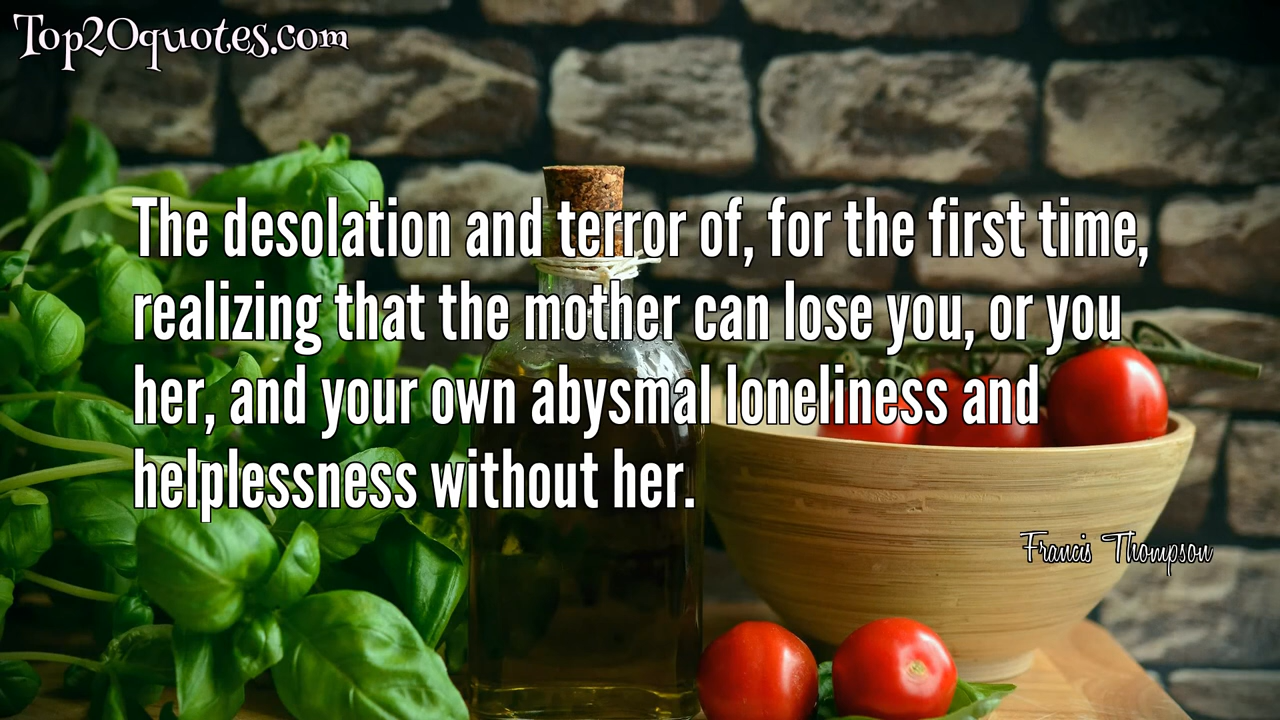 Top20quotes.com
The desolation and terror of, for the first time,
realizing that the mother can lose you, or you
her, and your own abysmal loneliness and
helplessness without her.
Francis Thompson